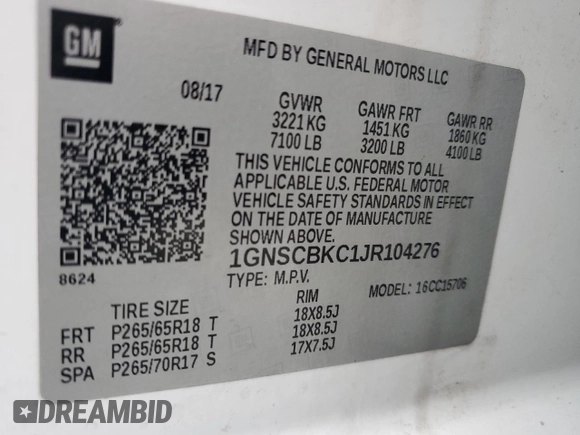 GM
MFD BY GENERAL MOTORS LLC
08/17
GVWR GAWR FRT GAWR RR
3221 KG 1451 KG 1860 KG
7100 LB 3200 LB 4100 LB
THIS VEHICLE CONFORMS TO ALL
APPLICABLE U.S. FEDERAL MOTOR
VEHICLE SAFETY STANDARDS IN EFFECT
ON THE DATE OF MANUFACTURE
SHOWN ABOVE.
1GNSCBKC1JR104276
8624
TYPE: M.P.V. MODEL: 16CC15706
TIRE SIZE RIM
FRT P265/65R18 T 18X8.5J
RR P265/65R18 T 18X8.5J
SPA P265/70R17 S 17X7.5J
DREAMBID